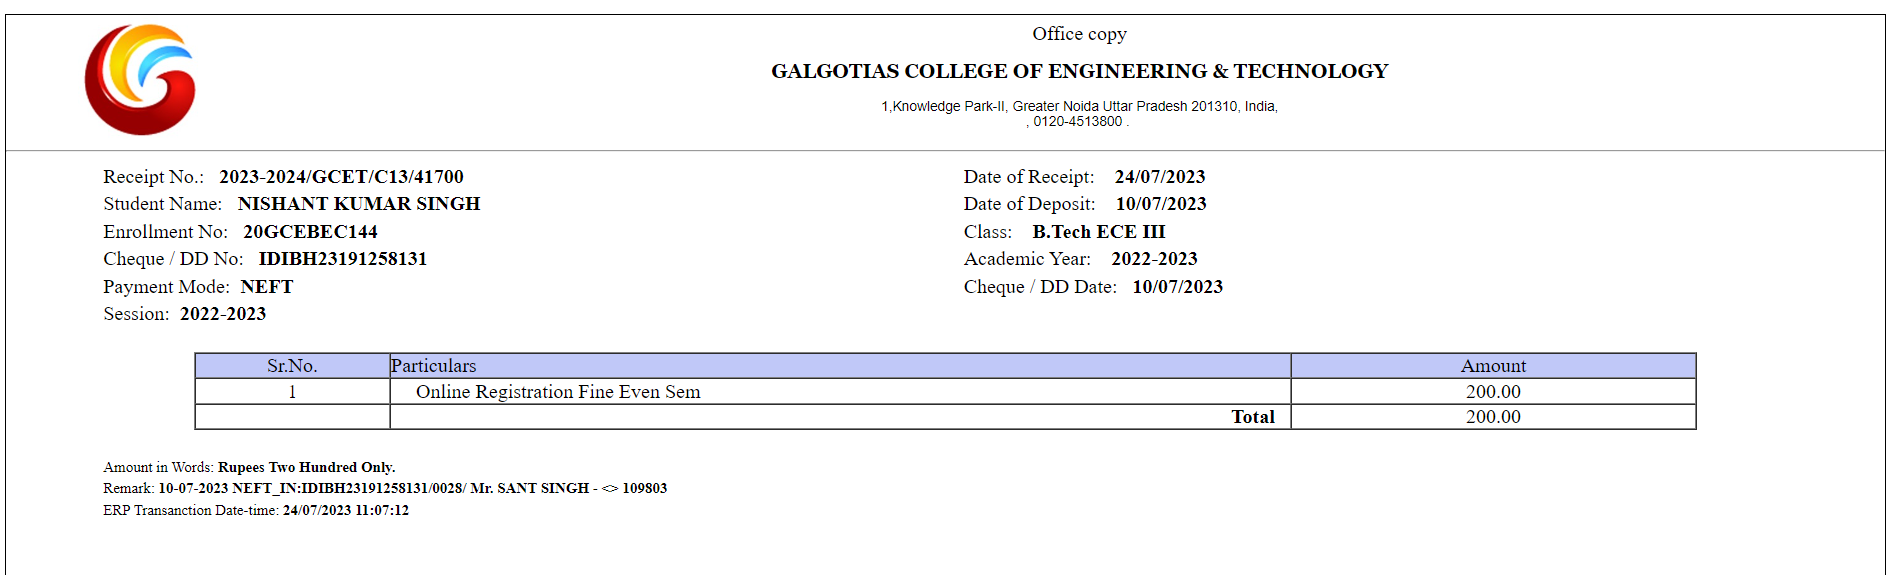 Office copy
GALGOTIAS COLLEGE OF ENGINEERING & TECHNOLOGY
1,Knowledge Park-II, Greater Noida Uttar Pradesh 201310, India,
, 0120-4513800 .
Receipt No.: 2023-2024/GCET/C13/41700 Date of Receipt: 24/07/2023
Student Name: NISHANT KUMAR SINGH Date of Deposit: 10/07/2023
Enrollment No: 20GCEBEC144 Class: B.Tech ECE III
Cheque / DD No: IDIBH23191258131 Academic Year: 2022-2023
Payment Mode: NEFT Cheque / DD Date: 10/07/2023
Session: 2022-2023
Sr.No. Particulars Amount
1 Online Registration Fine Even Sem 200.00
Total 200.00
Amount in Words: Rupees Two Hundred Only.
Remark: 10-07-2023 NEFT_IN:IDIBH23191258131/0028/ Mr. SANT SINGH - <> 109803
ERP Transanction Date-time: 24/07/2023 11:07:12